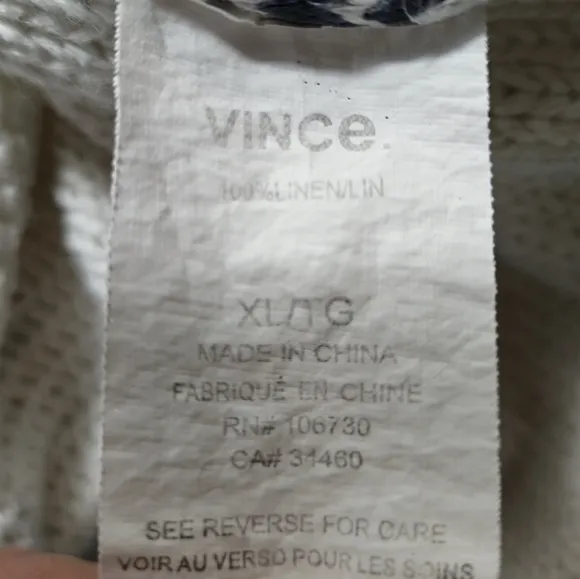 VINCe.
100%LINEN/LIN
XL/TG
MADE IN CHINA
FABRIQUÉ EN CHINE
RN# 106730
CA# 31460
SEE REVERSE FOR CARE
VOIR AU VERSO POUR LES SOINS